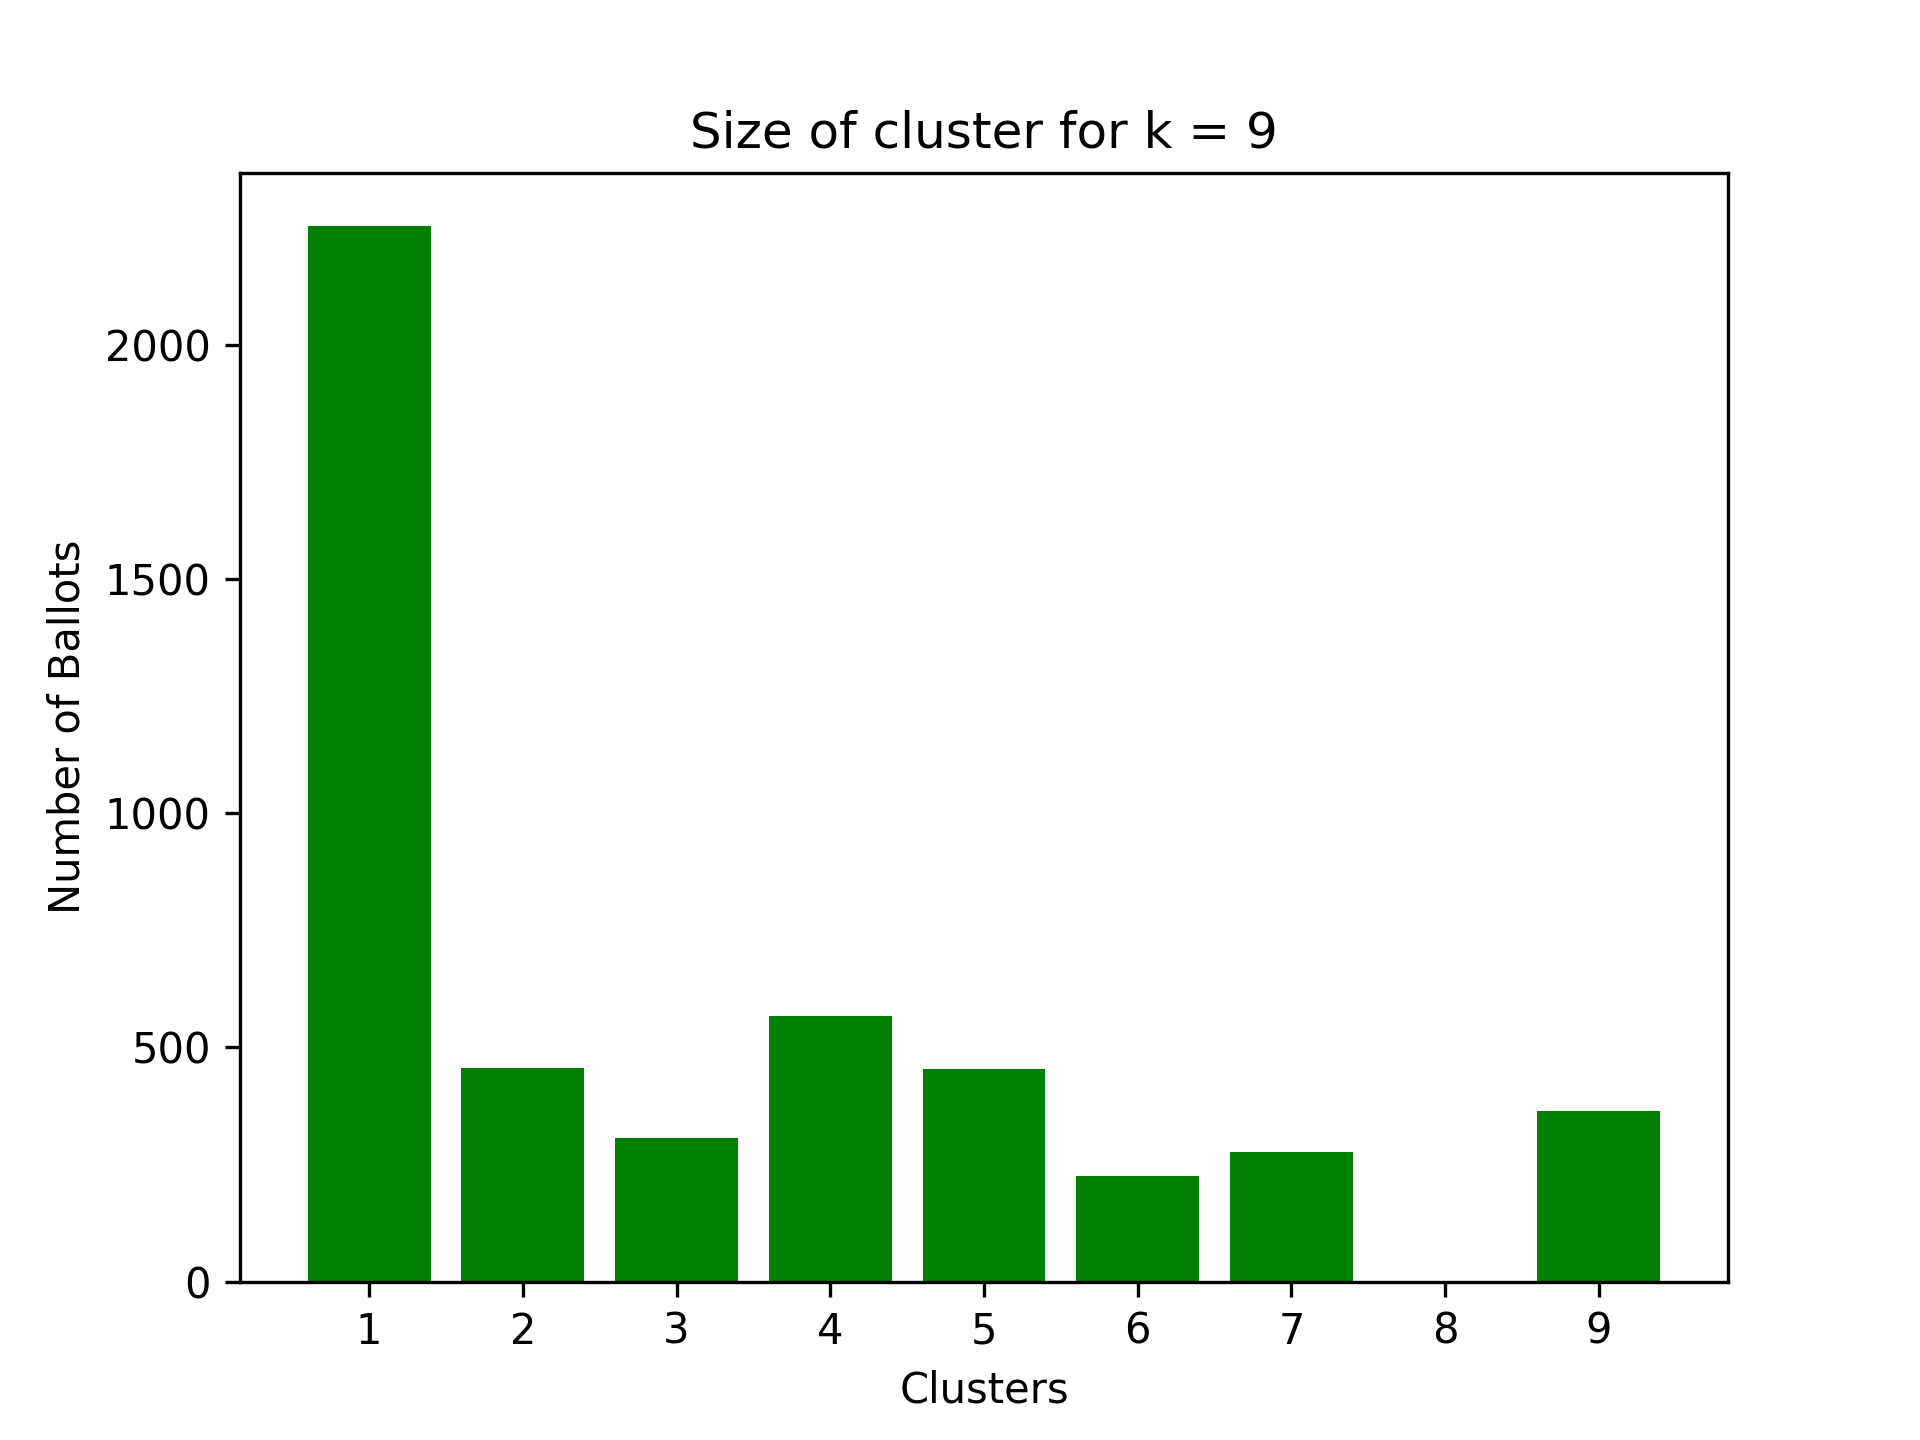 Size of cluster for k = 9
Number of Ballots
2000
1500
1000
500
0
1 2 3 4 5 6 7 8 9
Clusters